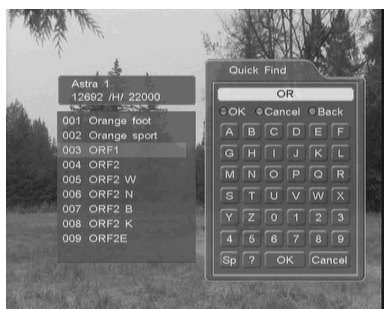 Astra 1
12692 /H/ 22000
001 Orange foot
002 Orange sport
003 ORF1
004 ORF2
005 ORF2 W
006 ORF2 N
007 ORF2 B
008 ORF2 K
009 ORF2E
Quick Find
OR
OK Cancel Back
A B C D E F
G H I J K L
M N O P Q R
S T U V W X
Y Z 0 1 2 3
4 5 6 7 8 9
Sp ? OK Cancel